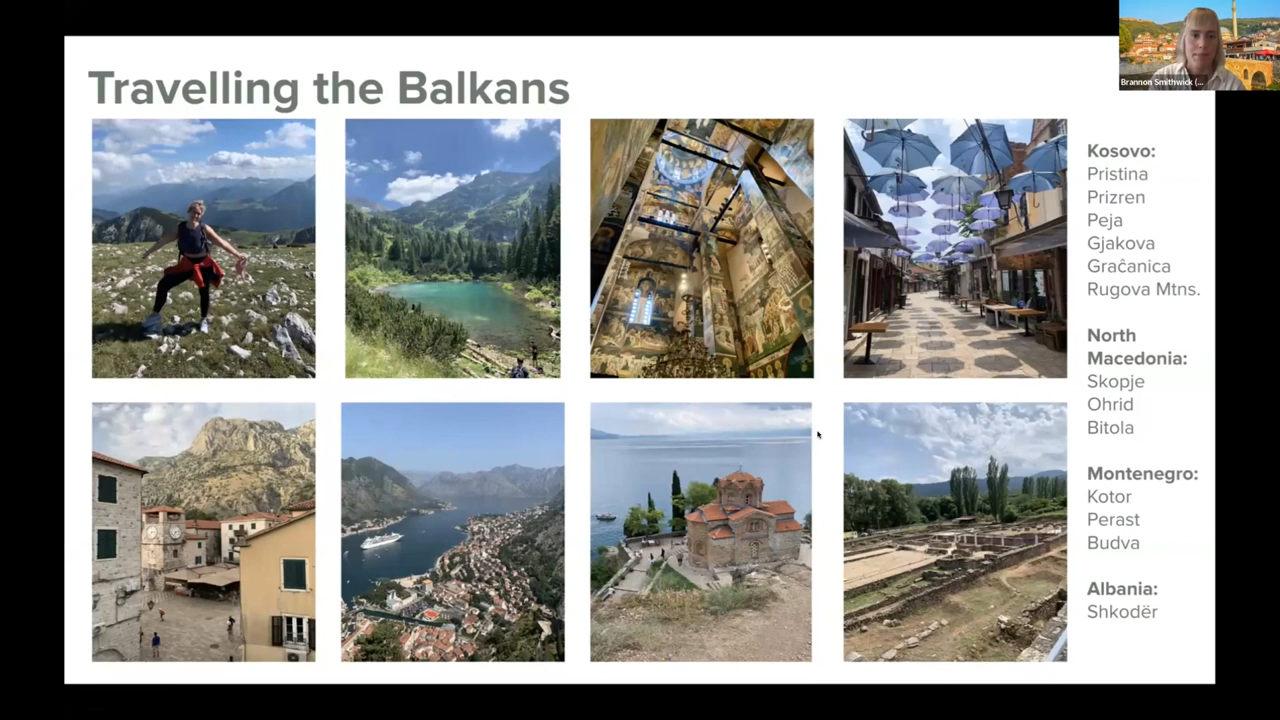 Travelling the Balkans
Brannon Smithwick (...
Kosovo:
Pristina
Prizren
Peja
Gjakova
Graĉanica
Rugova Mtns.
North
Macedonia:
Skopje
Ohrid
Bitola
Montenegro:
Kotor
Perast
Budva
Albania:
Shkodër